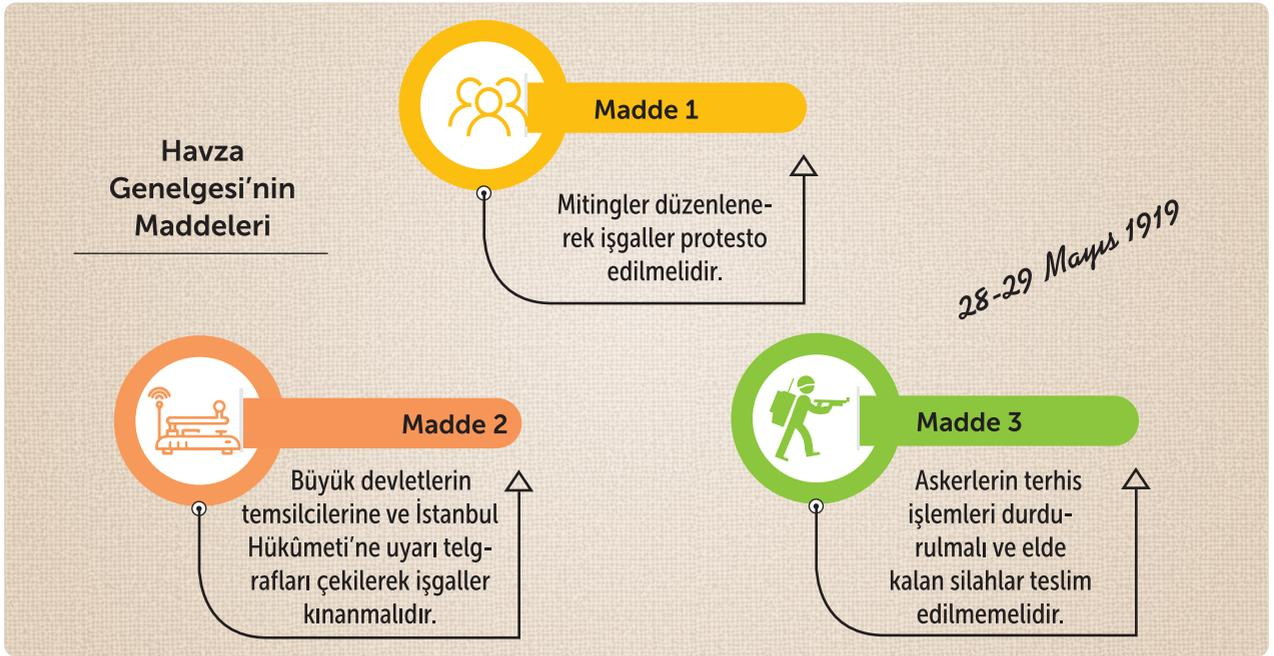 Havza
Genelgesi’nin
Maddeleri
Madde 1
Mitingler düzenlene-
rek işgaller protesto
edilmelidir.
28-29 Mayıs 1919
Madde 2
Büyük devletlerin
temsilcilerine ve İstanbul
Hükûmeti’ne uyarı telg-
rafları çekilerek işgaller
kınanmalıdır.
Madde 3
Askerlerin terhis
işlemleri durdu-
rulmalı ve elde
kalan silahlar teslim
edilmemelidir.